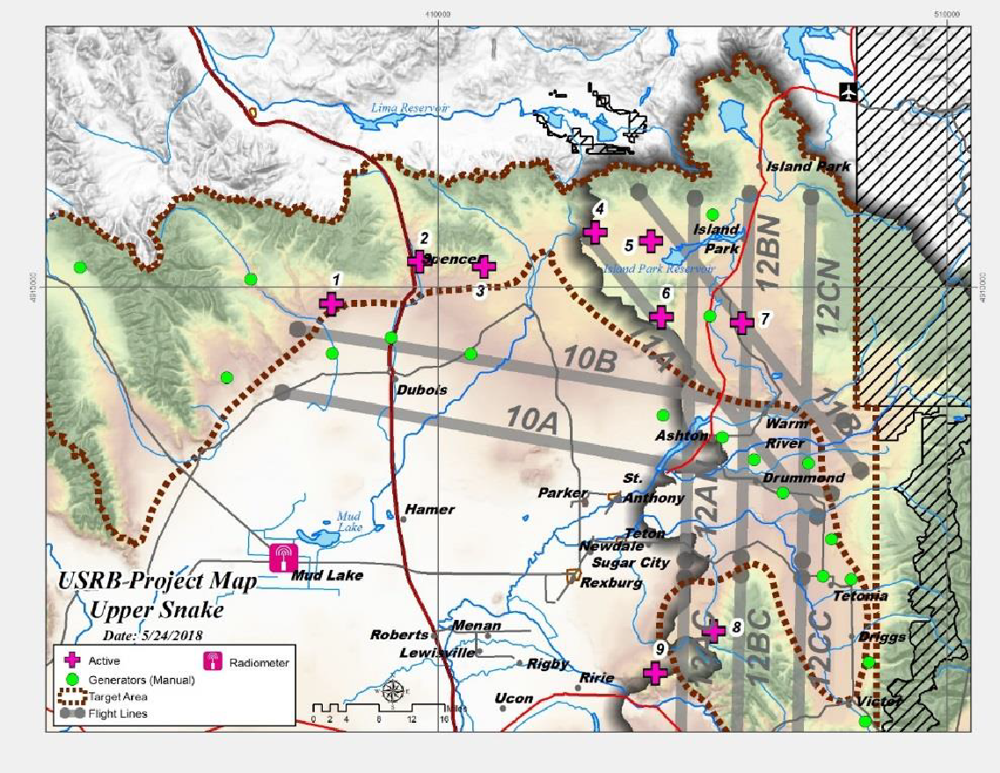 410000
510000
Lima Reservoir
Island Park
4
5
Island
Park
2
Spencer
3
Island Park Reservoir
12BN
12CN
4915000
4910000
1
6
7
14
10B
Dubois
10A
Ashton
Warm
River
St.
Anthony
Parker
Drummond
Hamer
Mud
Lake
12A
Teton
Newdale
Sugar City
Rexburg
Mud Lake
Tetonia
USRB-Project Map
Upper Snake
Date: 5/24/2018
Roberts
Menan
Lewisville
Rigby
Ririe
Ucon
8
9
12BC
12CC
Driggs
Victor
Active
Radiometer
Generators (Manual)
Target Area
Flight Lines
W
E
S
Miles
0 2 4 8 12 16